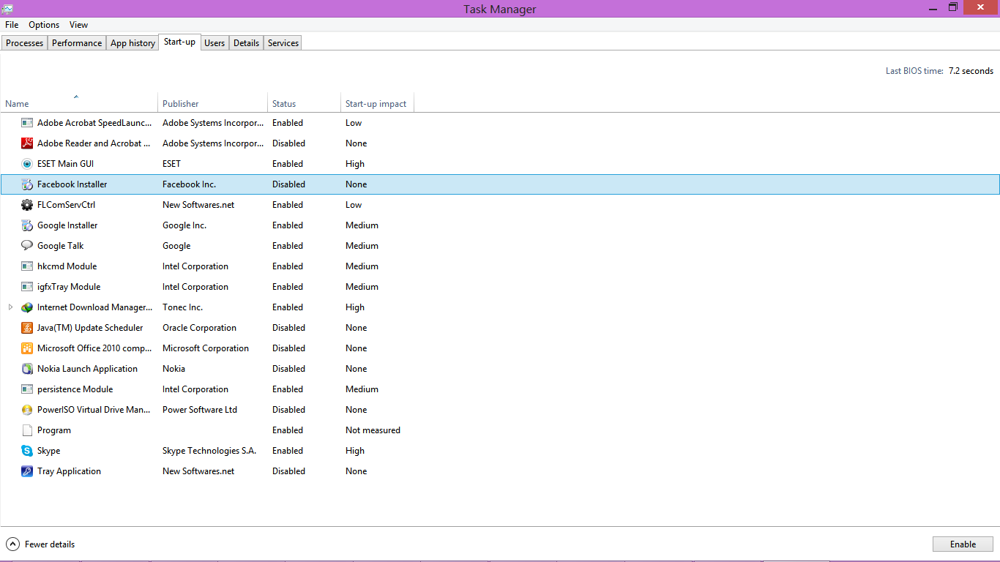 Task Manager
File Options View
Processes Performance App history Start-up Users Details Services
Last BIOS time: 7.2 seconds
Name Publisher Status Start-up impact
Adobe Acrobat SpeedLaunc... Adobe Systems Incorpor... Enabled Low
Adobe Reader and Acrobat ... Adobe Systems Incorpor... Disabled None
ESET Main GUI ESET Enabled High
Facebook Installer Facebook Inc. Disabled None
FLComServCtrl New Softwares.net Enabled Low
Google Installer Google Inc. Enabled Medium
Google Talk Google Enabled Medium
hkcmd Module Intel Corporation Enabled Medium
igfxTray Module Intel Corporation Enabled Medium
Internet Download Manager... Tonec Inc. Enabled High
Java(TM) Update Scheduler Oracle Corporation Disabled None
Microsoft Office 2010 comp... Microsoft Corporation Disabled None
Nokia Launch Application Nokia Disabled None
persistence Module Intel Corporation Enabled Medium
PowerISO Virtual Drive Man... Power Software Ltd Disabled None
Program Enabled Not measured
Skype Skype Technologies S.A. Enabled High
Tray Application New Softwares.net Disabled None
Fewer details Enable